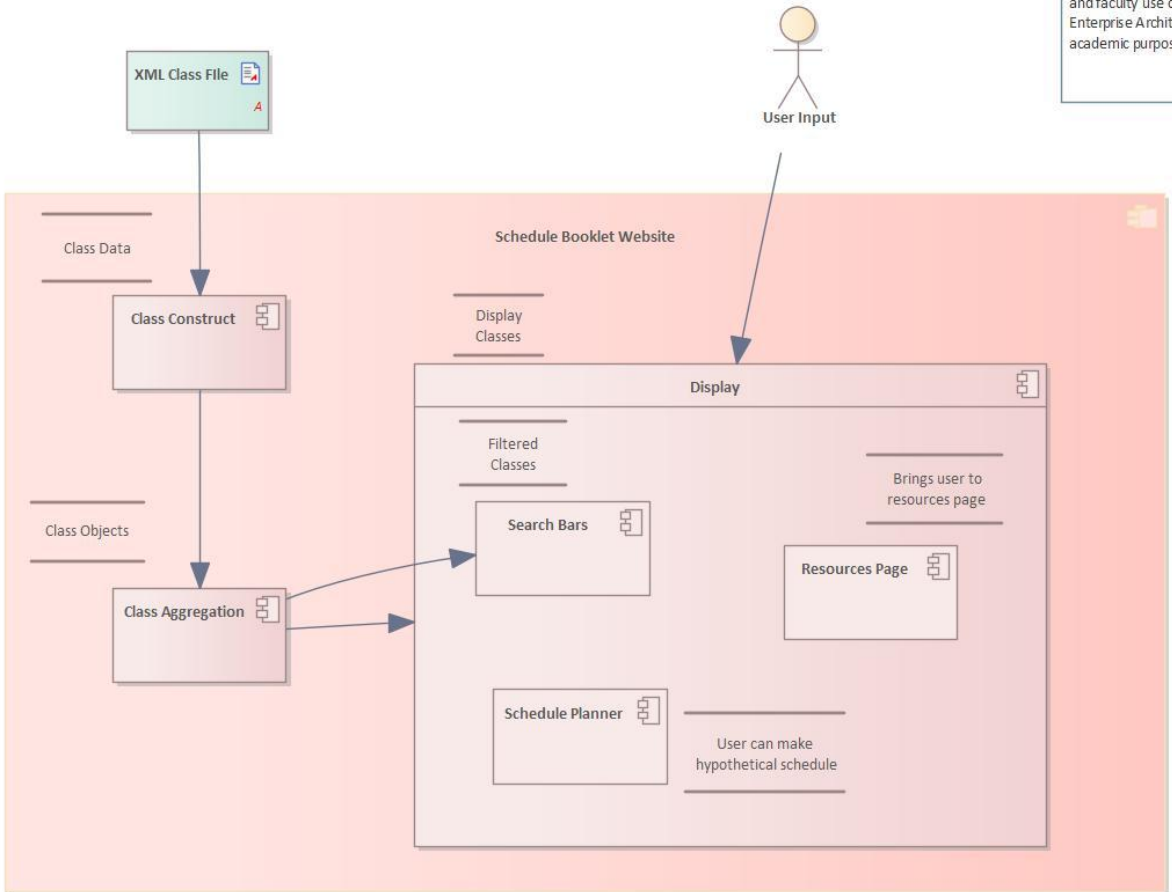 and faculty use o
Enterprise Archit
academic purpos
XML Class FIle
A
User Input
Schedule Booklet Website
Class Data
Class Construct
Display
Classes
Display
Filtered
Classes
Brings user to
resources page
Search Bars
Resources Page
Class Objects
Class Aggregation
Schedule Planner
User can make
hypothetical schedule